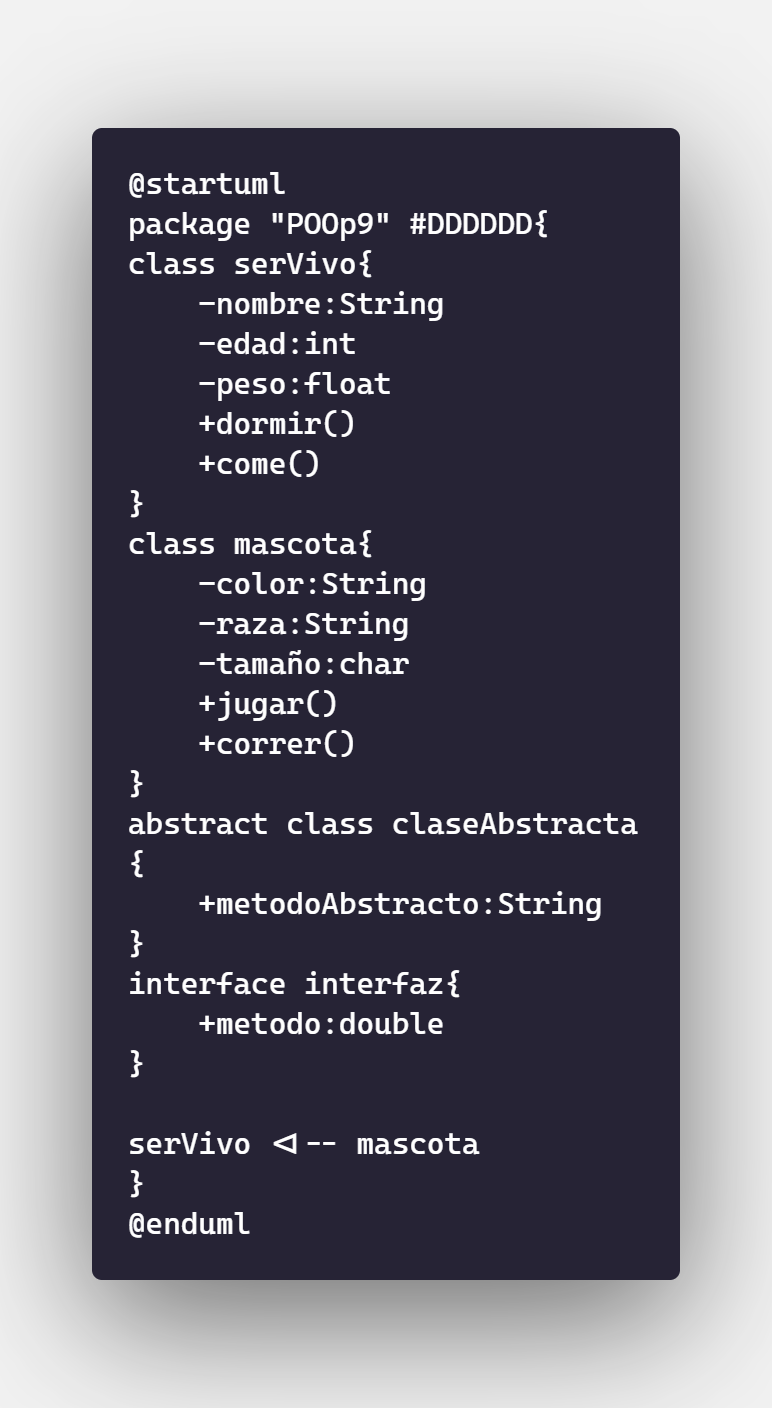 @startuml
package "POOp9" #DDDDDD{
class serVivo{
    -nombre:String
    -edad:int
    -peso:float
    +dormir()
    +come()
}
class mascota{
    -color:String
    -raza:String
    -tamaño:char
    +jugar()
    +correr()
}
abstract class claseAbstracta
{
    +metodoAbstracto:String
}
interface interfaz{
    +metodo:double
}

serVivo <|-- mascota
}
@enduml